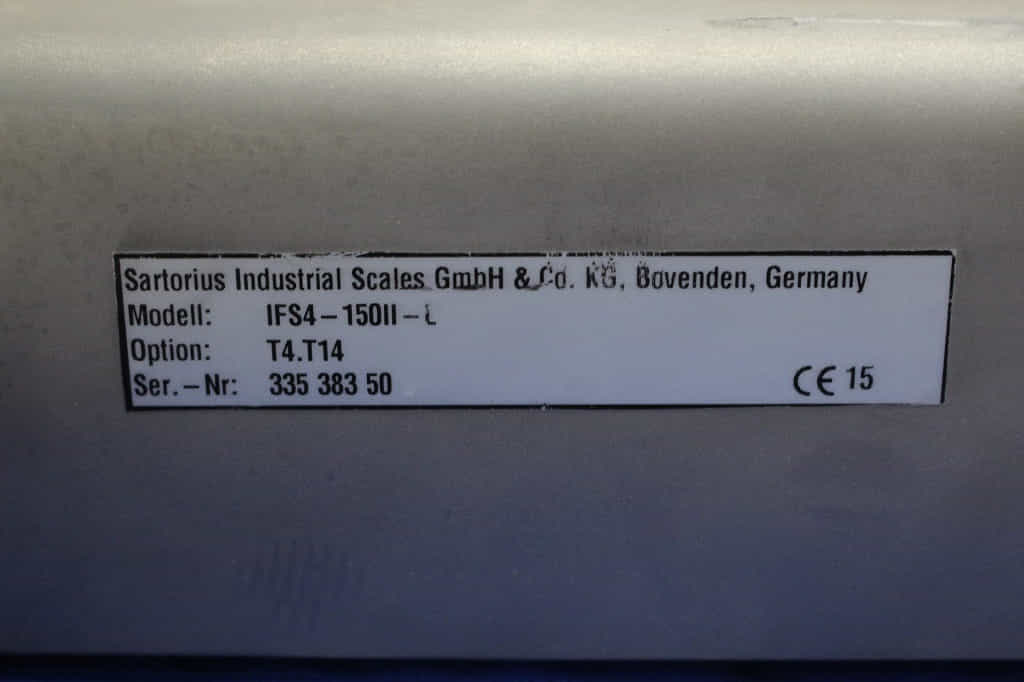 Sartorius Industrial Scales GmbH & Co. KG, Bovenden, Germany
Modell: IFS4-150II-L
Option: T4.T14
Ser.-Nr: 335 383 50
CE 15